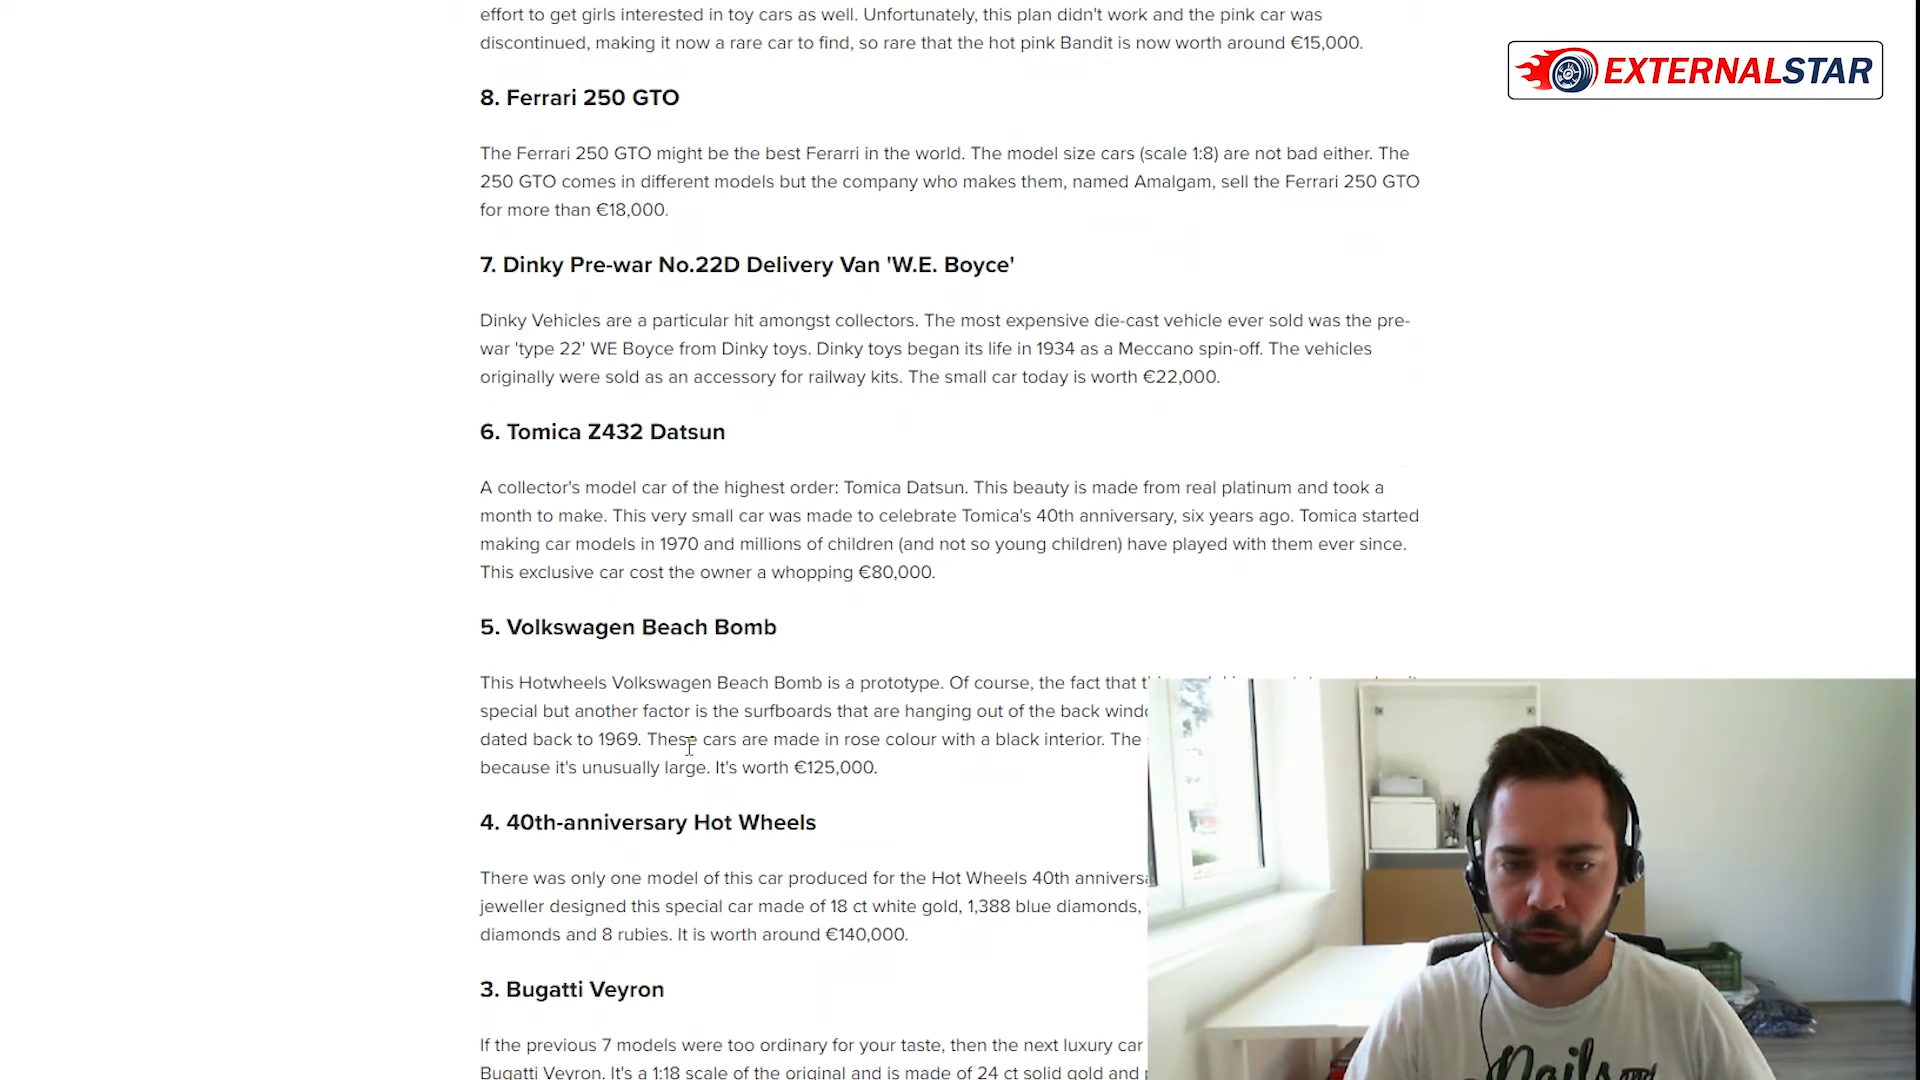 effort to get girls interested in toy cars as well. Unfortunately, this plan didn't work and the pink car was
discontinued, making it now a rare car to find, so rare that the hot pink Bandit is now worth around €15,000.
EXTERNALSTAR
8. Ferrari 250 GTO
The Ferrari 250 GTO might be the best Ferarri in the world. The model size cars (scale 1:8) are not bad either. The
250 GTO comes in different models but the company who makes them, named Amalgam, sell the Ferrari 250 GTO
for more than €18,000.
7. Dinky Pre-war No.22D Delivery Van 'W.E. Boyce'
Dinky Vehicles are a particular hit amongst collectors. The most expensive die-cast vehicle ever sold was the pre-
war 'type 22' WE Boyce from Dinky toys. Dinky toys began its life in 1934 as a Meccano spin-off. The vehicles
originally were sold as an accessory for railway kits. The small car today is worth €22,000.
6. Tomica Z432 Datsun
A collector's model car of the highest order: Tomica Datsun. This beauty is made from real platinum and took a
month to make. This very small car was made to celebrate Tomica's 40th anniversary, six years ago. Tomica started
making car models in 1970 and millions of children (and not so young children) have played with them ever since.
This exclusive car cost the owner a whopping €80,000.
5. Volkswagen Beach Bomb
This Hotwheels Volkswagen Beach Bomb is a prototype. Of course, the fact that
special but another factor is the surfboards that are hanging out of the back
dated back to 1969. These cars are made in rose colour with a black interior. The
because it's unusually large. It's worth €125,000.
4. 40th-anniversary Hot Wheels
There was only one model of this car produced for the Hot Wheels 40th
jeweller designed this special car made of 18 ct white gold, 1,388 blue diamonds,
diamonds and 8 rubies. It is worth around €140,000.
3. Bugatti Veyron
If the previous 7 models were too ordinary for your taste, then the next luxury car
Bugatti Veyron. It's a 1:18 scale of the original and is made of 24 ct solid gold and
Nails and